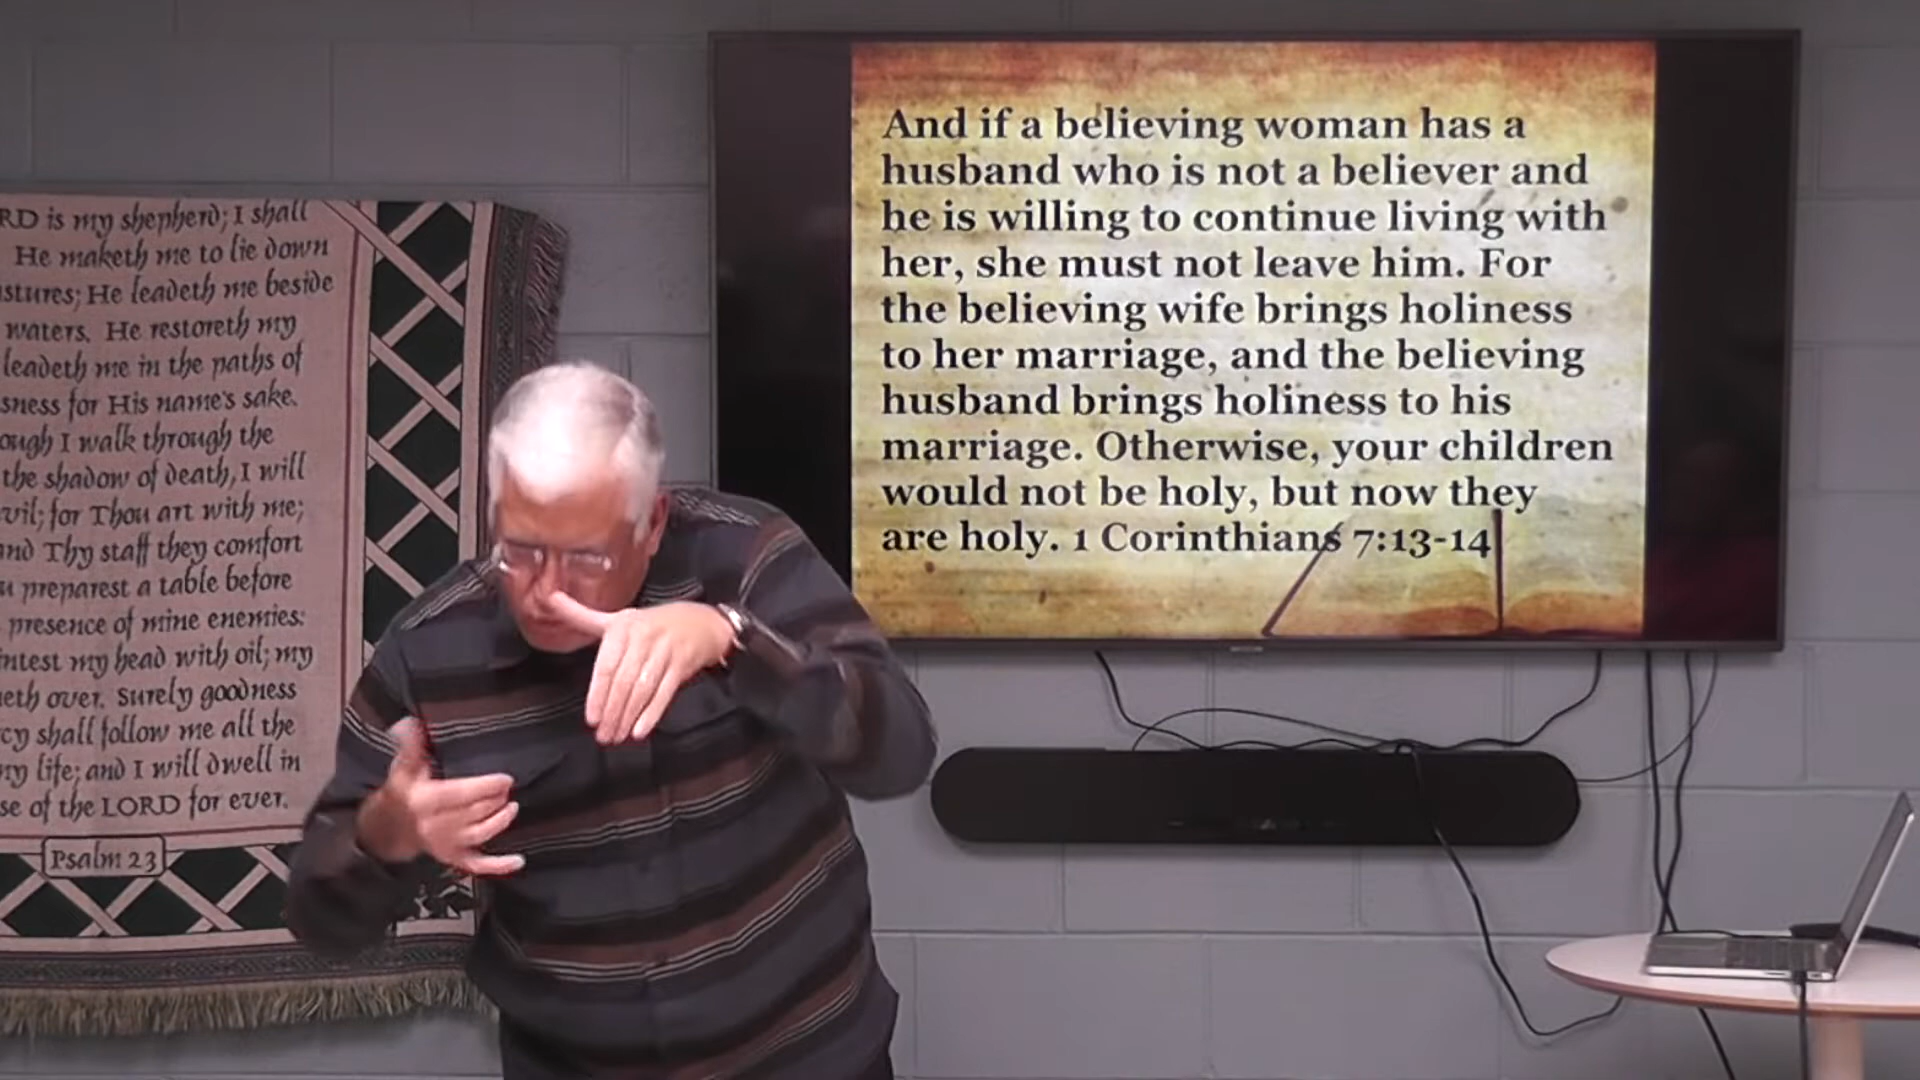 RD is my shepherd; I shall
He maketh me to lie down
stures; He leadeth me beside
waters. He restoreth my
leadeth me in the paths of
sness for His name's sake.
ough I walk through the
the shadow of death, I will
vil; for Thou art with me;
and Thy staff they comfort
u preparest a table before
presence of mine enemies:
intest my head with oil; my
eth over. Surely goodness
cy shall follow me all the
my life; and I will dwell in
se of the LORD for ever.
Psalm 23
And if a believing woman has a
husband who is not a believer and
he is willing to continue living with
her, she must not leave him. For
the believing wife brings holiness
to her marriage, and the believing
husband brings holiness to his
marriage. Otherwise, your children
would not be holy, but now they
are holy. 1 Corinthians 7:13-14